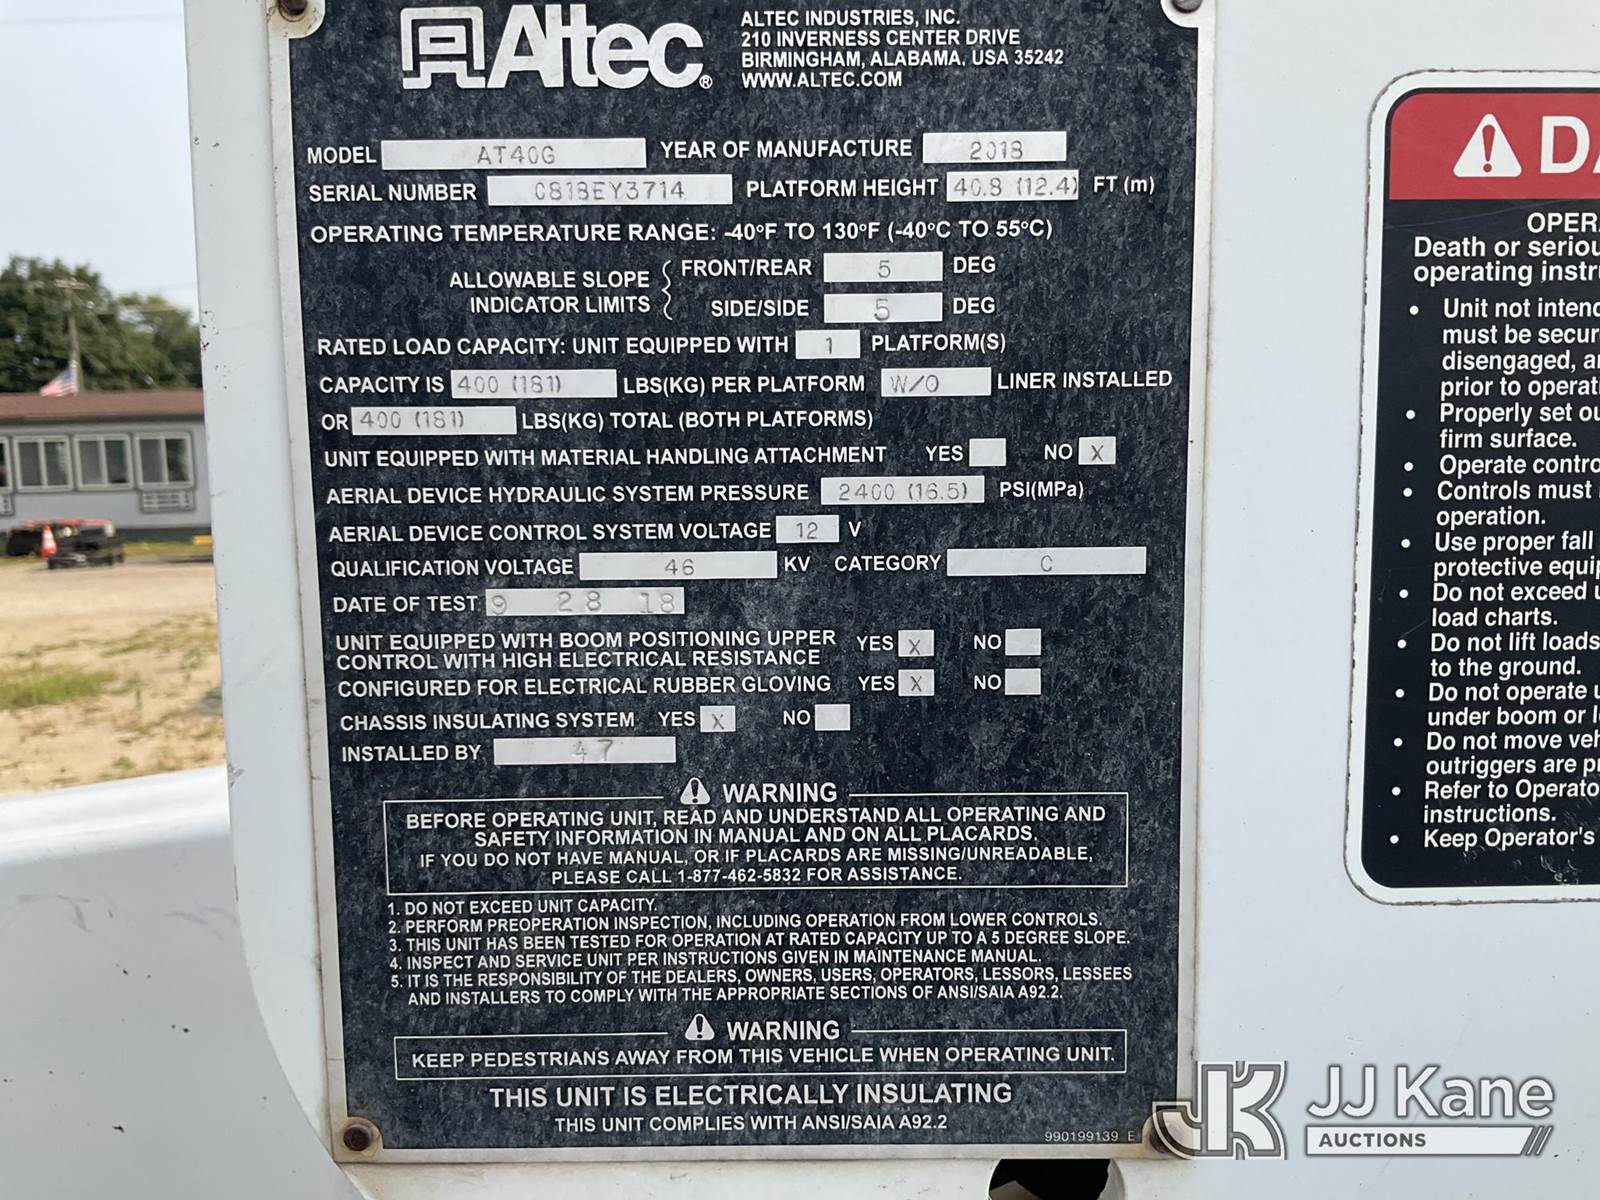 Altec®
ALTEC INDUSTRIES, INC.
210 INVERNESS CENTER DRIVE
BIRMINGHAM, ALABAMA, USA 35242
WWW.ALTEC.COM
MODEL AT40G YEAR OF MANUFACTURE 2018
SERIAL NUMBER 0818EY3714 PLATFORM HEIGHT 40.8 (12.4) FT (m)
OPERATING TEMPERATURE RANGE: -40°F TO 130°F (-40°C TO 55°C)
ALLOWABLE SLOPE INDICATOR LIMITS
FRONT/REAR 5 DEG
SIDE/SIDE 5 DEG
RATED LOAD CAPACITY: UNIT EQUIPPED WITH 1 PLATFORM(S)
CAPACITY IS 400 (181) LBS(KG) PER PLATFORM W/O LINER INSTALLED
OR 400 (181) LBS(KG) TOTAL (BOTH PLATFORMS)
UNIT EQUIPPED WITH MATERIAL HANDLING ATTACHMENT YES NO X
AERIAL DEVICE HYDRAULIC SYSTEM PRESSURE 2400 (16.5) PSI(MPa)
AERIAL DEVICE CONTROL SYSTEM VOLTAGE 12 V
QUALIFICATION VOLTAGE 46 KV CATEGORY C
DATE OF TEST: 9 28 18
UNIT EQUIPPED WITH BOOM POSITIONING UPPER
CONTROL WITH HIGH ELECTRICAL RESISTANCE YES X NO
CONFIGURED FOR ELECTRICAL RUBBER GLOVING YES X NO
CHASSIS INSULATING SYSTEM YES X NO
INSTALLED BY 47
WARNING
BEFORE OPERATING UNIT, READ AND UNDERSTAND ALL OPERATING AND
SAFETY INFORMATION IN MANUAL AND ON ALL PLACARDS.
IF YOU DO NOT HAVE MANUAL, OR IF PLACARDS ARE MISSING/UNREADABLE,
PLEASE CALL 1-877-462-5832 FOR ASSISTANCE.
1. DO NOT EXCEED UNIT CAPACITY.
2. PERFORM PREOPERATION INSPECTION, INCLUDING OPERATION FROM LOWER CONTROLS.
3. THIS UNIT HAS BEEN TESTED FOR OPERATION AT RATED CAPACITY UP TO A 5 DEGREE SLOPE.
4. INSPECT AND SERVICE UNIT PER INSTRUCTIONS GIVEN IN MAINTENANCE MANUAL.
5. IT IS THE RESPONSIBILITY OF THE DEALERS, OWNERS, USERS, OPERATORS, LESSORS, LESSEES
AND INSTALLERS TO COMPLY WITH THE APPROPRIATE SECTIONS OF ANSI/SAIA A92.2.
WARNING
KEEP PEDESTRIANS AWAY FROM THIS VEHICLE WHEN OPERATING UNIT.
THIS UNIT IS ELECTRICALLY INSULATING
THIS UNIT COMPLIES WITH ANSI/SAIA A92.2
990199139 E
DA
OPERA
Death or seriou
operating instr
• Unit not intend
must be secur
disengaged, a
prior to operat
• Properly set ou
firm surface.
• Operate contro
• Controls must
operation.
• Use proper fall
protective equip
• Do not exceed u
load charts.
• Do not lift loads
to the ground.
• Do not operate u
under boom or l
• Do not move veh
outriggers are p
• Refer to Operato
instructions.
• Keep Operator's
JK JJ Kane
AUCTIONS